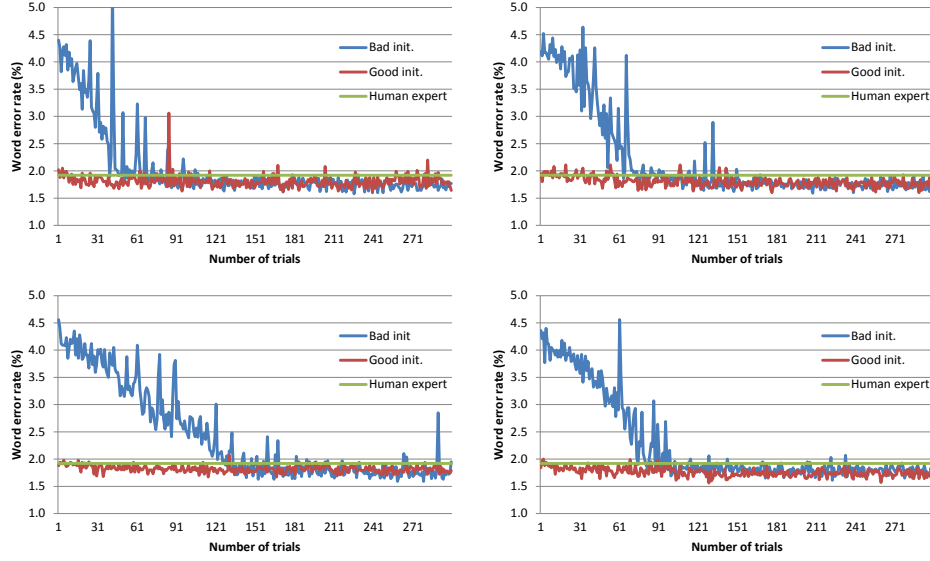 5.0
4.5
4.0
3.5
3.0
2.5
2.0
1.5
1.0
Word error rate (%)
Bad init.
Good init.
Human expert
1 31 61 91 121 151 181 211 241 271
Number of trials
5.0
4.5
4.0
3.5
3.0
2.5
2.0
1.5
1.0
Word error rate (%)
Bad init.
Good init.
Human expert
1 31 61 91 121 151 181 211 241 271
Number of trials
5.0
4.5
4.0
3.5
3.0
2.5
2.0
1.5
1.0
Word error rate (%)
Bad init
Good init.
Human expert
1 31 61 91 121 151 181 211 241 271
Number of trials
5.0
4.5
4.0
3.5
3.0
2.5
2.0
1.5
1.0
Word error rate (%)
Bad init.
Good init.
Human expert
1 31 61 91 121 151 181 211 241 271
Number of trials